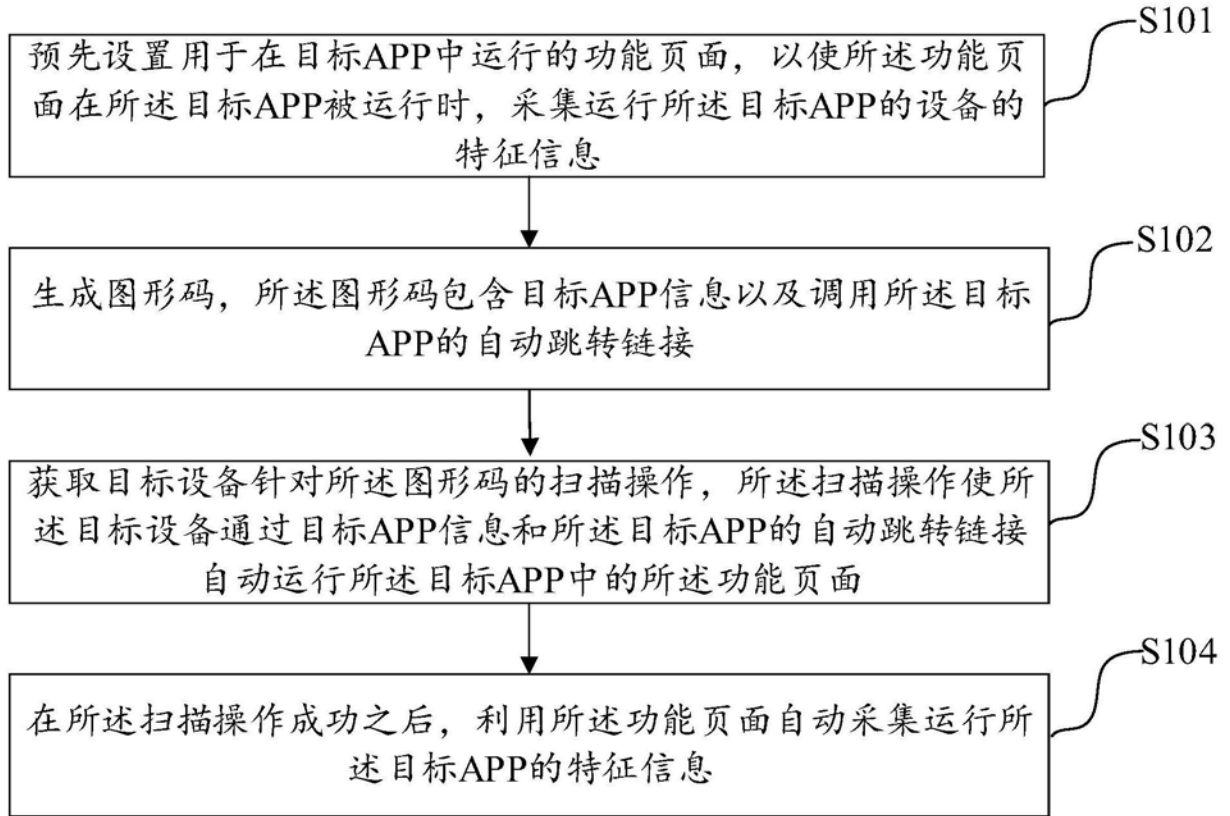 S101
预先设置用于在目标APP中运行的功能页面，以使所述功能页
面在所述目标APP被运行时，采集运行所述目标APP的设备的
特征信息
S102
生成图形码，所述图形码包含目标APP信息以及调用所述目标
APP的自动跳转链接
S103
获取目标设备针对所述图形码的扫描操作，所述扫描操作使所
述目标设备通过目标APP信息和所述目标APP的自动跳转链接
自动运行所述目标APP中的所述功能页面
S104
在所述扫描操作成功之后，利用所述功能页面自动采集运行所
述目标APP的特征信息